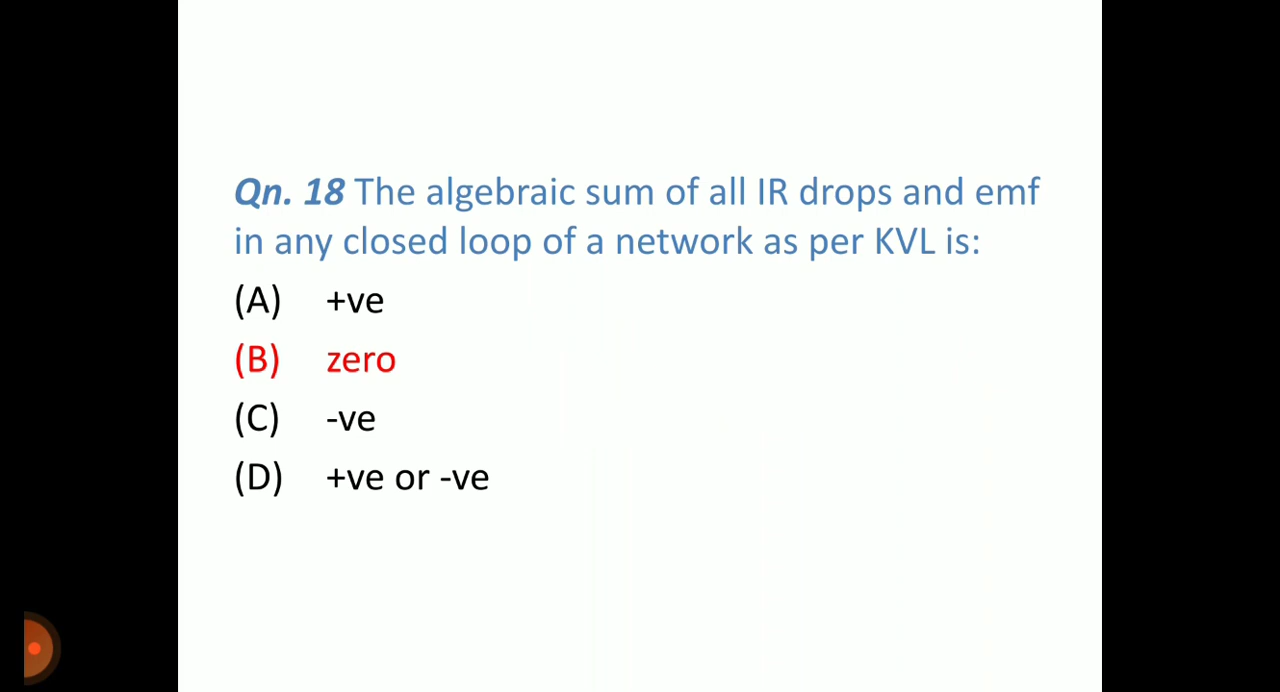 Qn. 18 The algebraic sum of all IR drops and emf
in any closed loop of a network as per KVL is:
(A) +ve
(B) zero
(C) -ve
(D) +ve or -ve